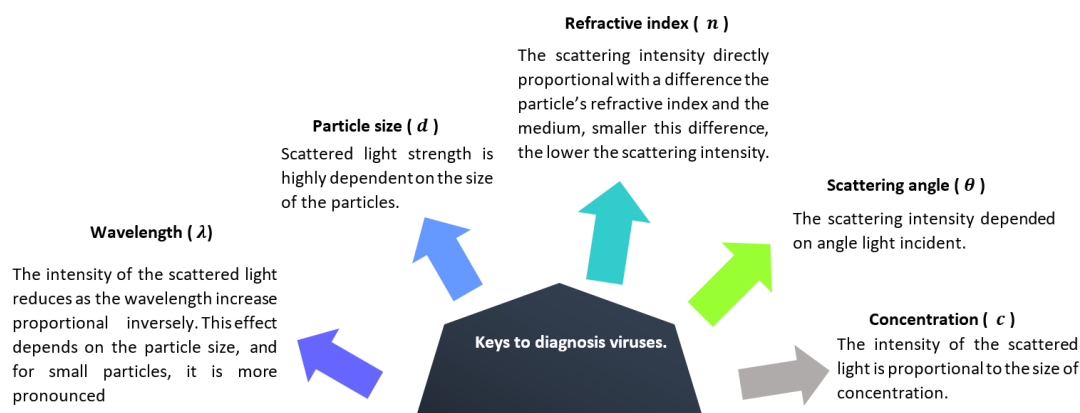 Refractive index ( n )
The scattering intensity directly
proportional with a difference the
particle's refractive index and the
medium, smaller this difference,
the lower the scattering intensity.
Particle size ( d )
Scattered light strength is
highly dependent on the size
of the particles.
Scattering angle ( θ )
The scattering intensity depended
on angle light incident.
Wavelength ( λ)
The intensity of the scattered light
reduces as the wavelength increase
proportional inversely. This effect
depends on the particle size, and
for small particles, it is more
pronounced
Concentration ( c )
The intensity of the scattered
light is proportional to the size of
concentration.
Keys to diagnosis viruses.